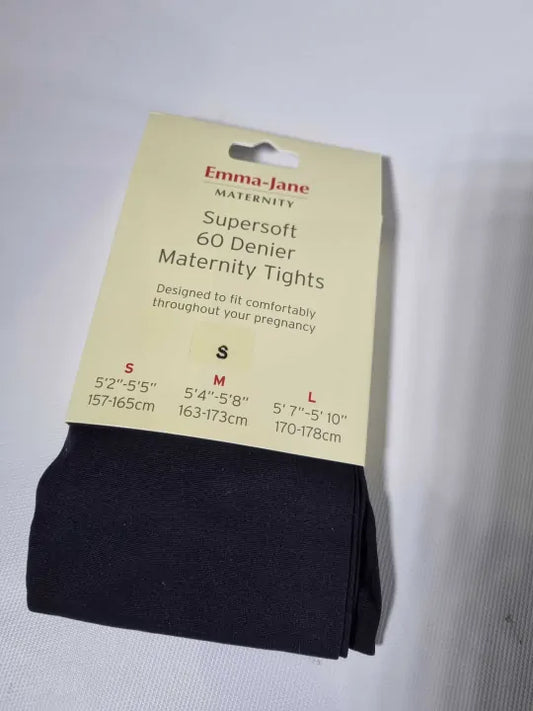 Emma-Jane
MATERNITY
Supersoft
60 Denier
Maternity Tights
Designed to fit comfortably
throughout your pregnancy
S
S
5'2"-5'5"
157-165cm
M
5'4"-5'8"
163-173cm
L
5' 7"-5' 10"
170-178cm